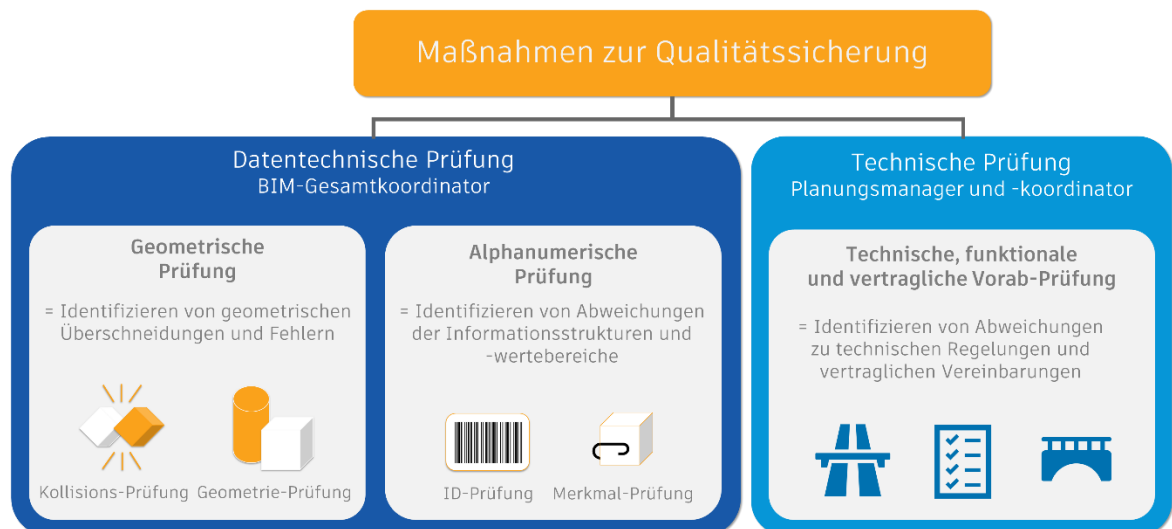 Maßnahmen zur Qualitätssicherung
Datentechnische Prüfung
BIM-Gesamtkoordinator
Geometrische
Prüfung
= Identifizieren von geometrischen
Überschneidungen und Fehlern
Kollisions-Prüfung
Geometrie-Prüfung
Alphanumerische
Prüfung
= Identifizieren von Abweichungen
der Informationsstrukturen und
-wertebereiche
ID-Prüfung
Merkmal-Prüfung
Technische Prüfung
Planungsmanager und -koordinator
Technische, funktionale
und vertragliche Vorab-Prüfung
= Identifizieren von Abweichungen
zu technischen Regelungen und
vertraglichen Vereinbarungen